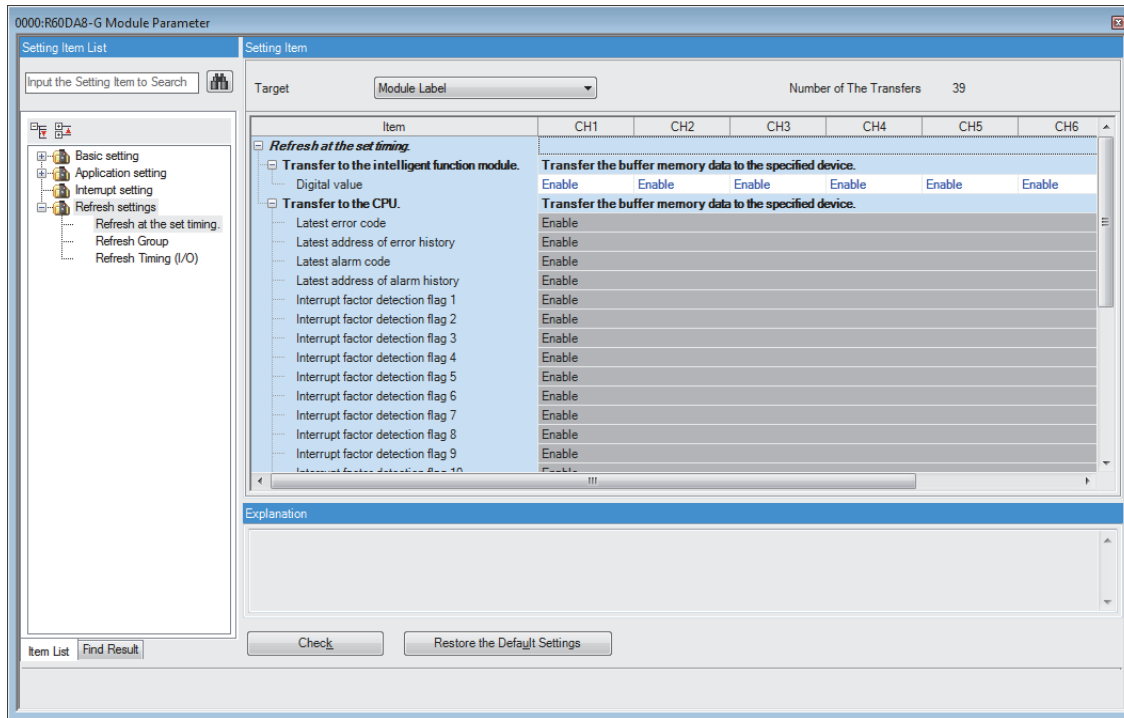 0000:R60DA8-G Module Parameter
Setting Item List
Input the Setting Item to Search
Basic setting
Application setting
Interrupt setting
Refresh settings
Refresh at the set timing.
Refresh Group
Refresh Timing (I/O)
Item List Find Result
Setting Item
Target Module Label Number of The Transfers 39
Item CH1 CH2 CH3 CH4 CH5 CH6
Refresh at the set timing.
Transfer to the intelligent function module. Transfer the buffer memory data to the specified device.
Digital value Enable Enable Enable Enable Enable Enable
Transfer to the CPU. Transfer the buffer memory data to the specified device.
Latest error code Enable
Latest address of error history Enable
Latest alarm code Enable
Latest address of alarm history Enable
Interrupt factor detection flag 1 Enable
Interrupt factor detection flag 2 Enable
Interrupt factor detection flag 3 Enable
Interrupt factor detection flag 4 Enable
Interrupt factor detection flag 5 Enable
Interrupt factor detection flag 6 Enable
Interrupt factor detection flag 7 Enable
Interrupt factor detection flag 8 Enable
Interrupt factor detection flag 9 Enable
Interrupt factor detection flag 10 Enable
Explanation
Check Restore the Default Settings